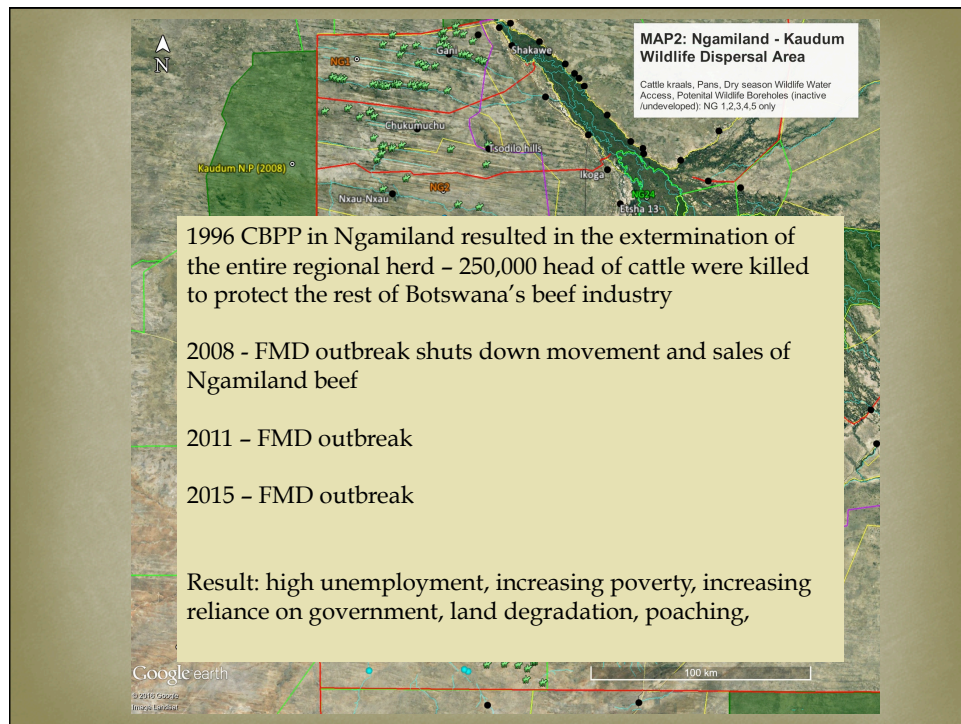 MAP2: Ngamiland - Kaudum
Wildlife Dispersal Area
Cattle kraals, Pans, Dry season Wildlife Water
Access, Potenital Wildlife Boreholes (inactive
/undeveloped): NG 1,2,3,4,5 only
N
Gani
Shakawe
NG1
Chukumuchu
Tsodilo hills
Kaudum N.P (2008)
Ikoga
NG2
NG24
Nxau-Nxau
Etsha 13
1996 CBPP in Ngamiland resulted in the extermination of
the entire regional herd – 250,000 head of cattle were killed
to protect the rest of Botswana’s beef industry
2008 - FMD outbreak shuts down movement and sales of
Ngamiland beef
2011 – FMD outbreak
2015 – FMD outbreak
Result: high unemployment, increasing poverty, increasing
reliance on government, land degradation, poaching,
Google earth
© 2016 Google
Image Landsat
100 km